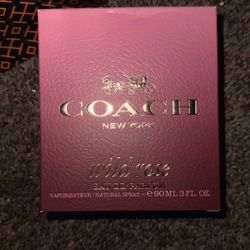 COACH
NEW YORK
wild rose
EAU DE PARFUM
VAPORISATEUR / NATURAL SPRAY - ℮ 90 ML 3 FL. OZ